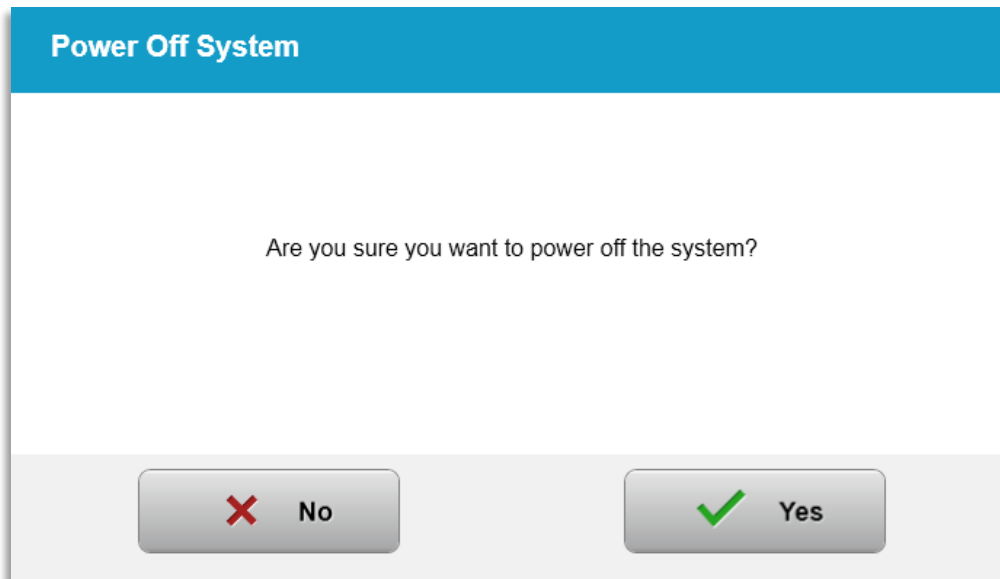 Power Off System
Are you sure you want to power off the system?
No
Yes